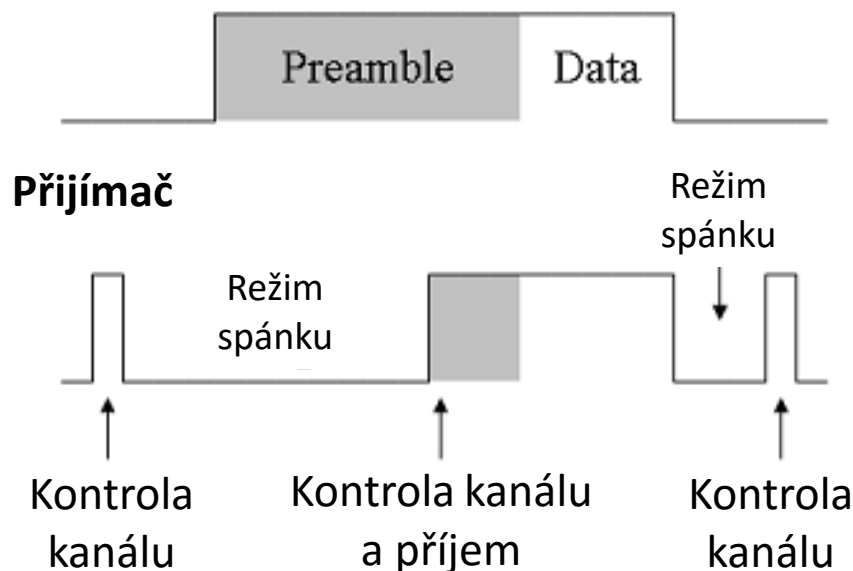 Preamble Data
Přijímač
Režim
spánku
Režim
spánku
Kontrola
kanálu
Kontrola kanálu
a příjem
Kontrola
kanálu